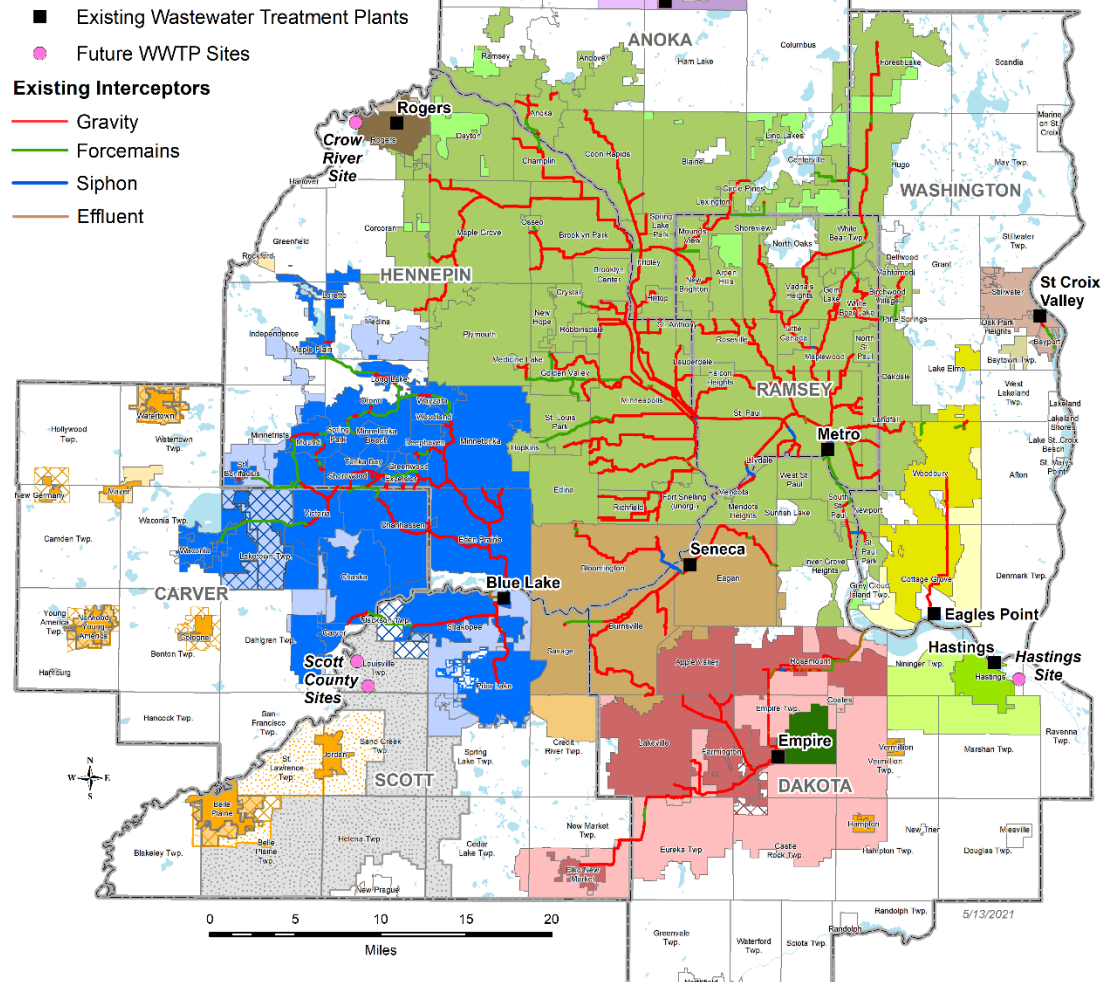 Existing Wastewater Treatment Plants
Future WWTP Sites
Existing Interceptors
Gravity
Forcemains
Siphon
Effluent
ANOKA
Columbus
Ramsey
Andover
Ham Lake
Forest Lake
Scandia
Rogers
Rogers
Crow
River
Site
Dayton
Anoka
Champlin
Coon Rapids
Blaine
Lino Lakes
Centerville
Hugo
Marine
on St.
Croix
May Twp.
Hanover
Circle Pines
Lexington
WASHINGTON
Corcoran
Maple Grove
Osseo
Brooklyn Park
Spring
Lake
Park
Mounds
View
Shoreview
North Oaks
White
Bear Twp.
Stillwater
Twp.
Greenfield
Rockford
HENNEPIN
Fridley
Brooklyn
Center
New
Brighton
Arden
Hills
Vadnais
Heights
Gem
Lake
White
Bear Lake
Dellwood
Mahtomedi
Birchwood
Village
Grant
Stillwater
St Croix
Valley
Loretto
Crystal
Hilltop
Pine Springs
Oak Park
Heights
Bayport
Independence
Medina
Plymouth
New
Hope
Robbinsdale
St. Anthony
Roseville
Little
Canada
Maplewood
North
St.
Paul
Baytown Twp.
Maple Plain
Medicine Lake
Golden Valley
Lauderdale
Falcon
Heights
Oakdale
Lake Elmo
West
Lakeland
Twp.
Long Lake
Orono
Wayzata
Woodland
RAMSEY
Minneapolis
St. Paul
Landfall
Lakeland
Lakeland
Shores
Lake St. Croix
Beach
St. Marys
Point
Hollywood
Twp.
Watertown
Watertown
Twp.
Minnetrista
Mound
Spring
Park
Minnetonka
Beach
Deephaven
Minnetonka
St. Louis
Park
Hopkins
Metro
Tonka Bay
Greenwood
Shorewood
Excelsior
St.
Bonifacius
Lilydale
Mendota
West St.
Paul
Woodbury
Afton
New Germany
Mayer
Edina
Richfield
Fort Snelling
(unorg.)
Mendota
Heights
Sunfish Lake
South
St.
Paul
Newport
Waconia Twp.
Victoria
Chanhassen
Eden Prairie
St.
Paul
Park
Camden Twp.
Waconia
Laketown Twp.
Chaska
Bloomington
Seneca
Eagan
Inver Grove
Heights
Grey Cloud
Island Twp.
Cottage Grove
Denmark Twp.
CARVER
Blue Lake
Eagles Point
Young
America
Twp.
Norwood
Young
America
Cologne
Benton Twp.
Dahlgren Twp.
Carver
Jackson Twp.
Shakopee
Burnsville
Savage
Apple Valley
Rosemount
Nininger Twp.
Hastings
Hastings
Hastings
Site
Hamburg
Scott
County
Sites
Louisville
Twp.
Prior Lake
Hancock Twp.
San
Francisco
Twp.
Sand Creek
Twp.
Spring
Lake Twp.
Credit
River Twp.
Lakeville
Empire Twp.
Coates
Empire
Farmington
Vermillion
Vermillion
Twp.
Marshan Twp.
Ravenna
Twp.
St.
Lawrence
Twp.
Jordan
SCOTT
DAKOTA
Belle
Plaine
Blakeley Twp.
Belle
Plaine
Twp.
Helena Twp.
Cedar
Lake Twp.
New Market
Twp.
Elko New
Market
Eureka Twp.
Castle
Rock Twp.
Hampton
Hampton Twp.
New Trier
Miesville
Douglas Twp.
New Prague
N
W
E
S
0
5
10
15
20
Miles
5/13/2021
Greenvale
Twp.
Waterford
Twp.
Sciota Twp.
Randolph
Randolph Twp.